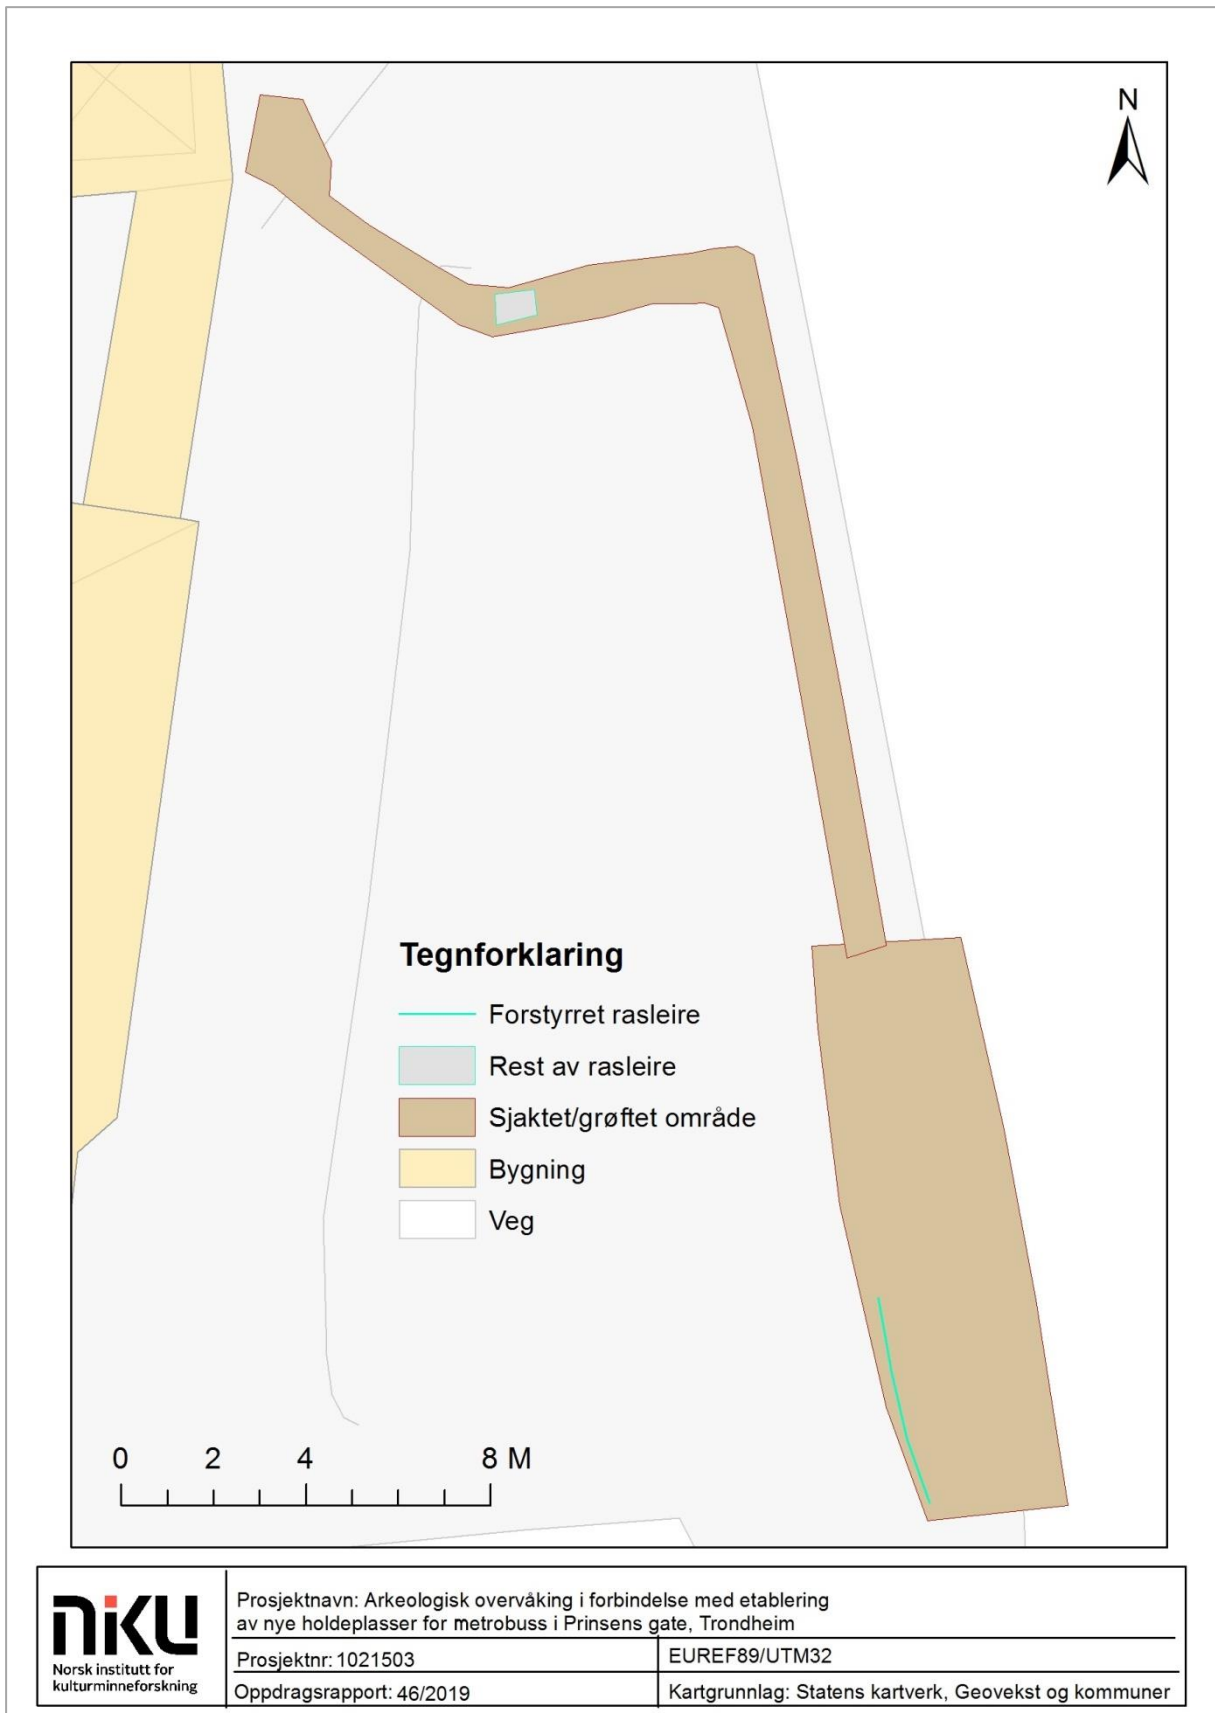 N
Tegnforklaring
Forstyrret rasleire
Rest av rasleire
Sjaktet/grøftet område
Bygning
Veg
0 2 4 8 M
niku
Norsk institutt for
kulturminneforskning
Prosjektnavn: Arkeologisk overvåking i forbindelse med etablering
av nye holdeplasser for metrobuss i Prinsens gate, Trondheim
Prosjektnr: 1021503
EUREF89/UTM32
Oppdragsrapport: 46/2019
Kartgrunnlag: Statens kartverk, Geovekst og kommuner